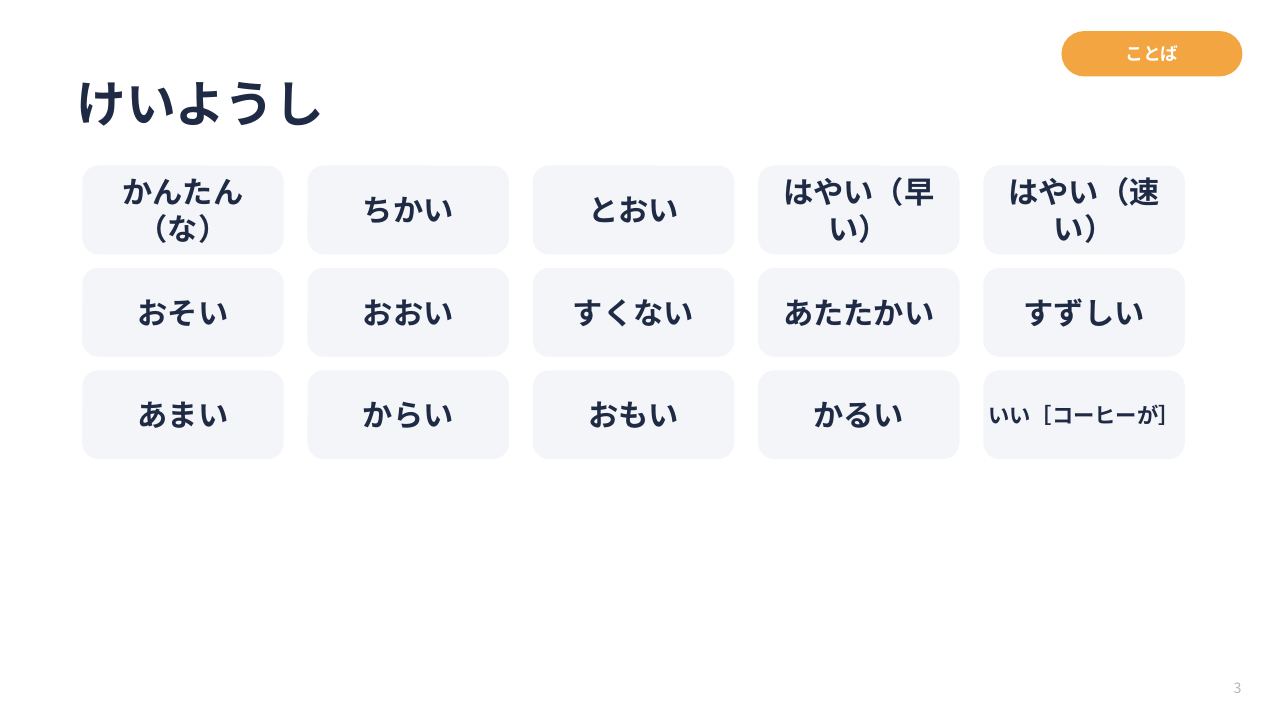 ことば
けいようし
かんたん
（な）
ちかい
とおい
はやい（早
い）
はやい（速
い）
おそい
おおい
すくない
あたたかい
すずしい
あまい
からい
おもい
かるい
いい［コーヒーが］
3